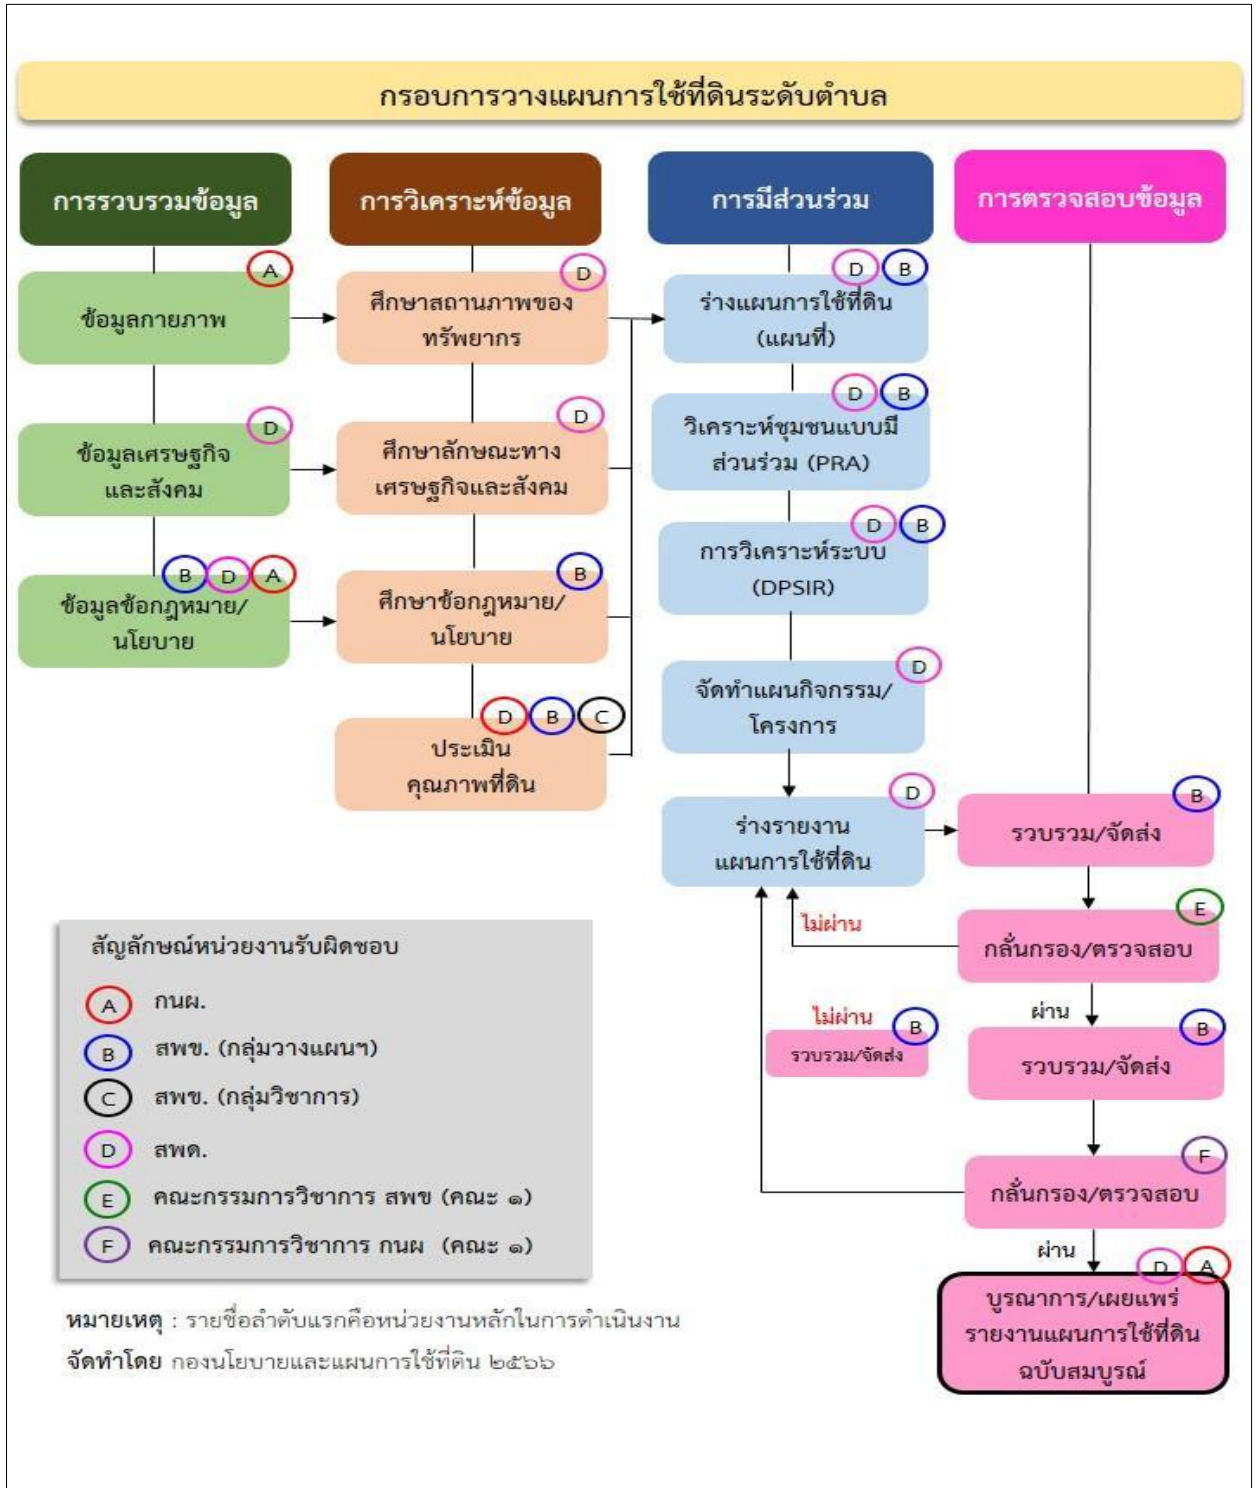 กรอบการวางแผนการใช้ที่ดินระดับตำบล
การรวบรวมข้อมูล
A
ข้อมูลกายภาพ
D
ข้อมูลเศรษฐกิจ
และสังคม
B D A
ข้อมูลข้อกฎหมาย/
นโยบาย
การวิเคราะห์ข้อมูล
D
ศึกษาสถานภาพของ
ทรัพยากร
D
ศึกษาลักษณะทาง
เศรษฐกิจและสังคม
B
ศึกษาข้อกฎหมาย/
นโยบาย
D B C
ประเมิน
คุณภาพที่ดิน
การมีส่วนร่วม
D B
ร่างแผนการใช้ที่ดิน
(แผนที่)
D B
วิเคราะห์ชุมชนแบบมี
ส่วนร่วม (PRA)
D B
การวิเคราะห์ระบบ
(DPSIR)
D
จัดทำแผนกิจกรรม/
โครงการ
D
ร่างรายงาน
แผนการใช้ที่ดิน
การตรวจสอบข้อมูล
B
รวบรวม/จัดส่ง
E
กลั่นกรอง/ตรวจสอบ
ไม่ผ่าน
ผ่าน
B
รวบรวม/จัดส่ง
ไม่ผ่าน
B
รวบรวม/จัดส่ง
F
กลั่นกรอง/ตรวจสอบ
ผ่าน
D A
บูรณาการ/เผยแพร่
รายงานแผนการใช้ที่ดิน
ฉบับสมบูรณ์
สัญลักษณ์หน่วยงานรับผิดชอบ
A กนผ.
B สพข. (กลุ่มวางแผนฯ)
C สพข. (กลุ่มวิชาการ)
D สพด.
E คณะกรรมการวิชาการ สพข (คณะ ๑)
F คณะกรรมการวิชาการ กนผ (คณะ ๑)
หมายเหตุ : รายชื่อลำดับแรกคือหน่วยงานหลักในการดำเนินงาน
จัดทำโดย กองนโยบายและแผนการใช้ที่ดิน ๒๕๖๖